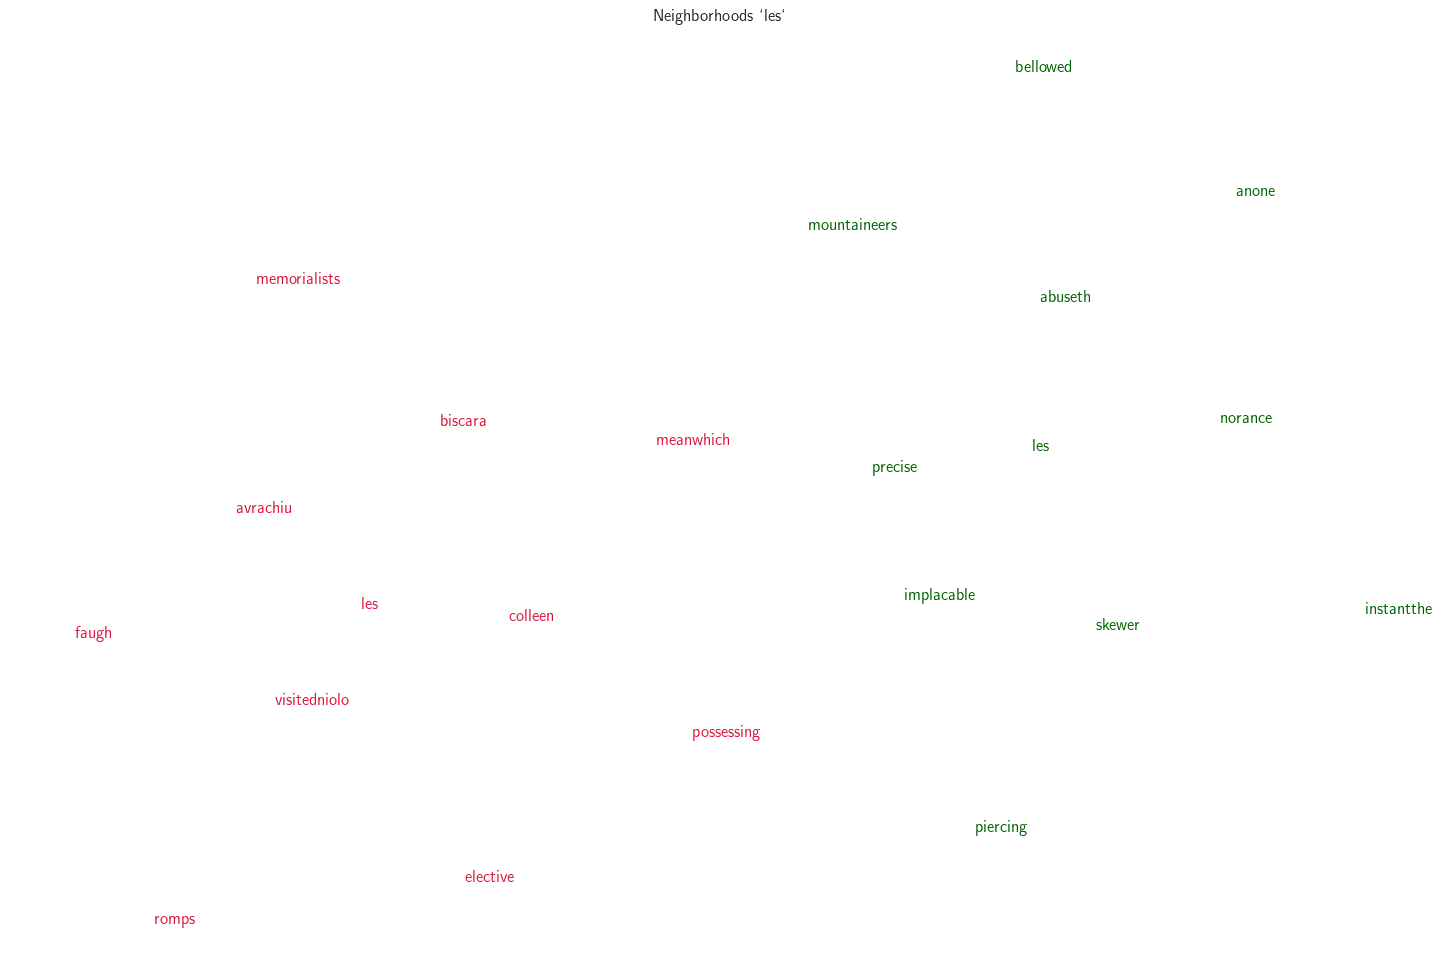 Neighborhoods ‘les‘
bellowed
anone
mountaineers
memorialists
abuseth
norance
biscara
meanwhich
les
precise
avrachiu
implacable
les
instantthe
colleen
skewer
faugh
visitedniolo
possessing
piercing
elective
romps